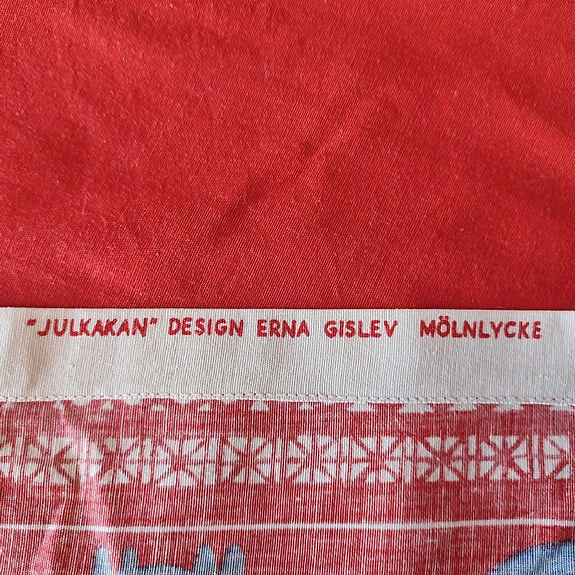 "JULKAKAN" DESIGN ERNA GISLEV MÖLNLYCKE